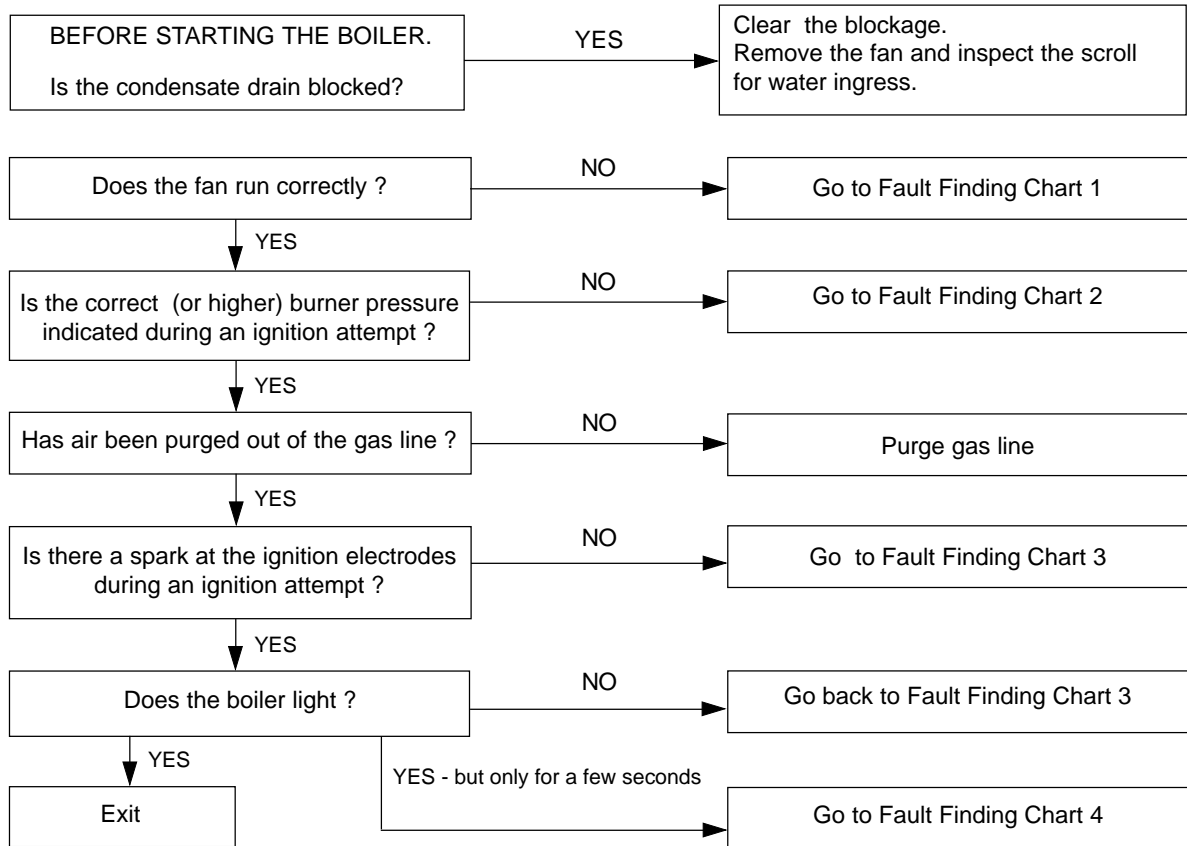 BEFORE STARTING THE BOILER.
Is the condensate drain blocked?
YES
Clear the blockage.
Remove the fan and inspect the scroll
for water ingress.
Does the fan run correctly ?
NO
Go to Fault Finding Chart 1
YES
Is the correct (or higher) burner pressure
indicated during an ignition attempt ?
NO
Go to Fault Finding Chart 2
YES
Has air been purged out of the gas line ?
NO
Purge gas line
YES
Is there a spark at the ignition electrodes
during an ignition attempt ?
NO
Go to Fault Finding Chart 3
YES
Does the boiler light ?
NO
Go back to Fault Finding Chart 3
YES
YES - but only for a few seconds
Exit
Go to Fault Finding Chart 4